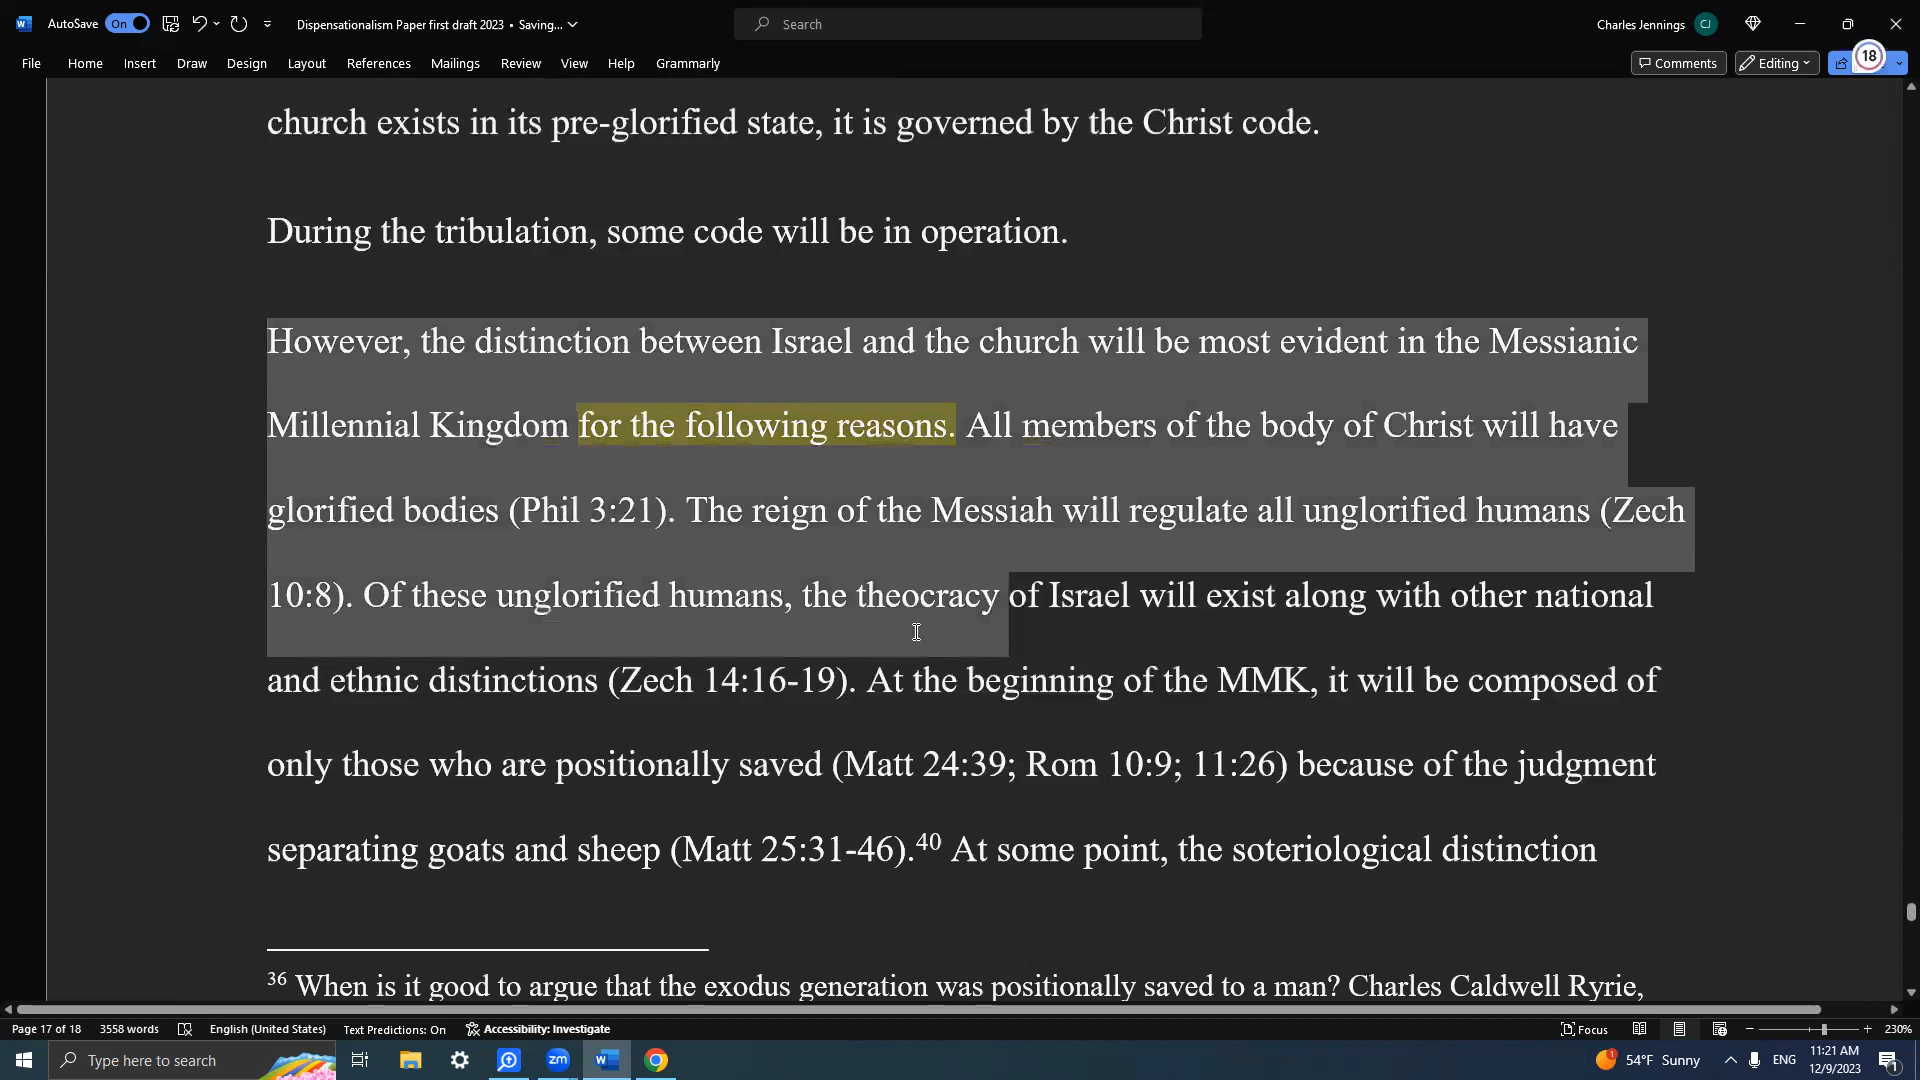 AutoSave On Dispensationalism Paper first draft 2023 • Saving... Search Charles Jennings CJ
File Home Insert Draw Design Layout References Mailings Review View Help Grammarly Comments Editing 18
church exists in its pre-glorified state, it is governed by the Christ code.
During the tribulation, some code will be in operation.
However, the distinction between Israel and the church will be most evident in the Messianic
Millennial Kingdom for the following reasons. All members of the body of Christ will have
glorified bodies (Phil 3:21). The reign of the Messiah will regulate all unglorified humans (Zech
10:8). Of these unglorified humans, the theocracy of Israel will exist along with other national
and ethnic distinctions (Zech 14:16-19). At the beginning of the MMK, it will be composed of
only those who are positionally saved (Matt 24:39; Rom 10:9; 11:26) because of the judgment
separating goats and sheep (Matt 25:31-46).40 At some point, the soteriological distinction
36 When is it good to argue that the exodus generation was positionally saved to a man? Charles Caldwell Ryrie,
Page 17 of 18 3558 words English (United States) Text Predictions: On Accessibility: Investigate Focus 230%
Type here to search zm 1 54°F Sunny ENG 11:21 AM 12/9/2023 1